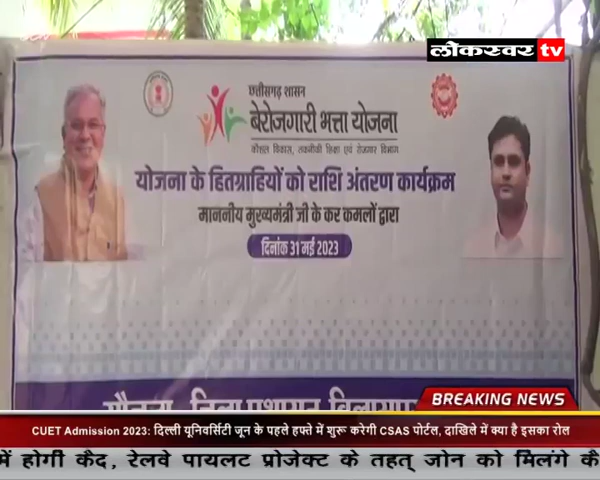 लोकस्वर tv
छत्तीसगढ़ शासन
बेरोजगारी भत्ता योजना
कौशल विकास, तकनीकी शिक्षा एवं रोजगार विभाग
योजना के हितग्राहियों को राशि अंतरण कार्यक्रम
माननीय मुख्यमंत्री जी के कर कमलों द्वारा
दिनांक 31 मई 2023
BREAKING NEWS
CUET Admission 2023: दिल्ली यूनिवर्सिटी जून के पहले हफ्ते में शुरू करेगी CSAS पोर्टल, दाखिले में क्या है इसका रोल
में होगी कैद, रेलवे पायलट प्रोजेक्ट के तहत् जोन को मिलंगे कै